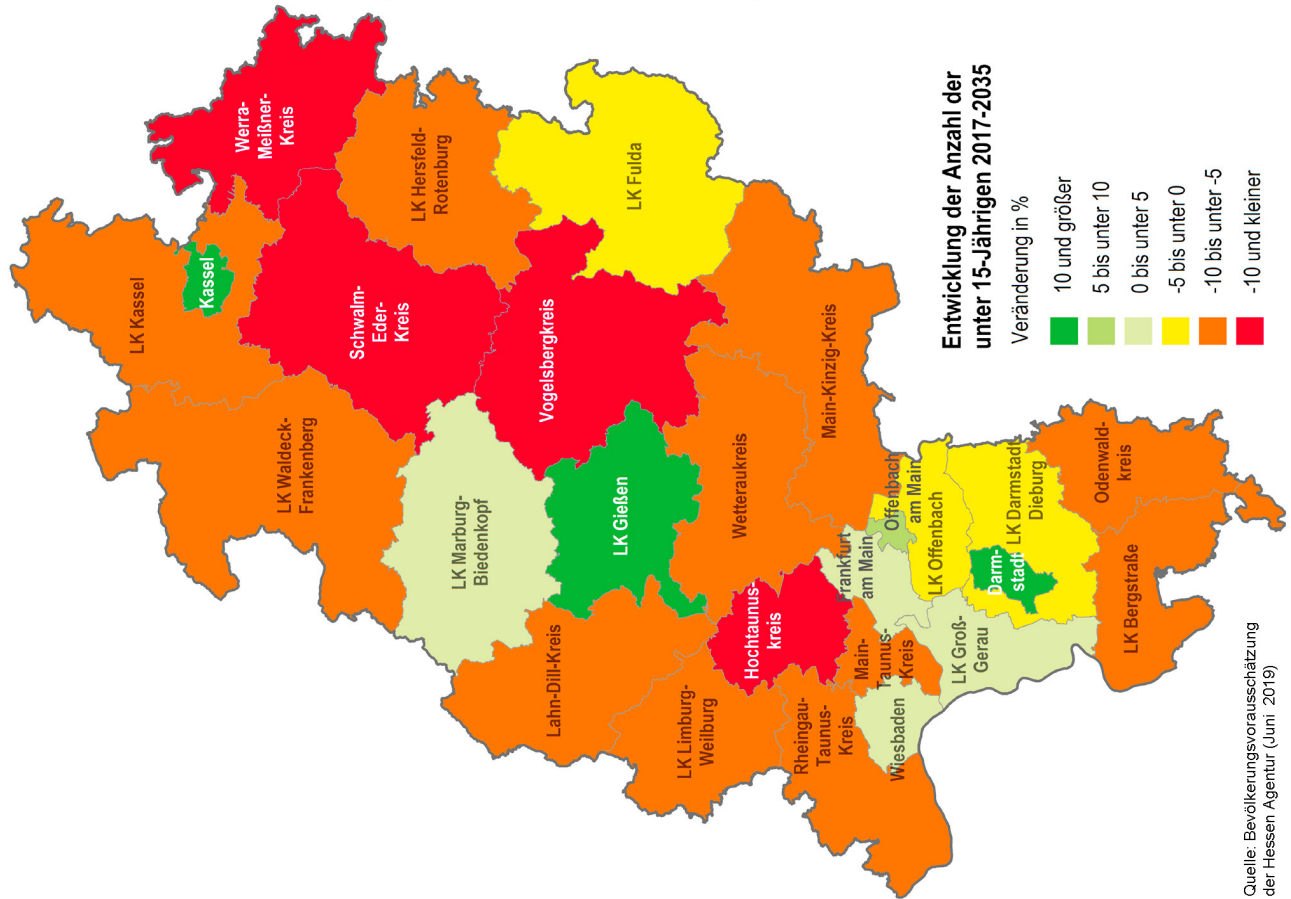 LK Kassel
Kassel
Werra-
Meißner-
Kreis
LK Waldeck-
Frankenberg
Schwalm-
Eder-
Kreis
LK Hersfeld-
Rotenburg
LK Marburg-
Biedenkopf
Vogelsbergkreis
LK Fulda
Lahn-Dill-Kreis
LK Gießen
LK Limburg-
Weilburg
Hochtaunus-
kreis
Wetteraukreis
Main-Kinzig-Kreis
Rheingau-
Taunus-
Kreis
Main-
Taunus-
Kreis
Frankfurt
am Main
Offenbach
am Main
Wiesbaden
LK Groß-
Gerau
LK Offenbach
Darm-
stadt
LK Darmstadt-
Dieburg
LK Bergstraße
Odenwald-
kreis
Entwicklung der Anzahl der
unter 15-Jährigen 2017-2035
Veränderung in %
10 und größer
5 bis unter 10
0 bis unter 5
-5 bis unter 0
-10 bis unter -5
-10 und kleiner
Quelle: Bevölkerungsvorausschätzung
der Hessen Agentur (Juni 2019)